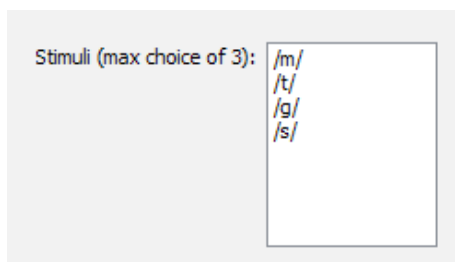 Stimuli (max choice of 3):
/m/
/t/
/g/
/s/